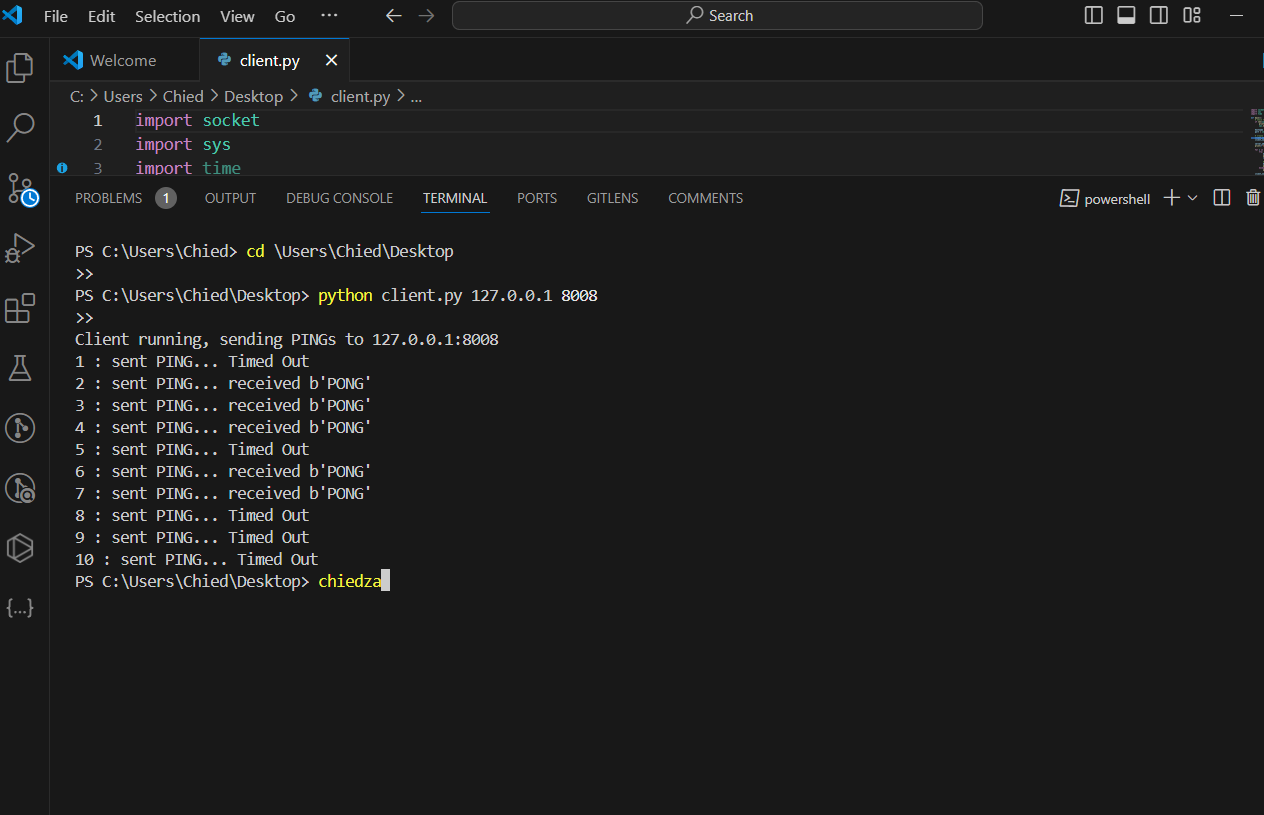 File Edit Selection View Go ··· Search
Welcome client.py
C: > Users > Chied > Desktop > client.py > ...
1 import socket
2 import sys
3 import time
PROBLEMS 1 OUTPUT DEBUG CONSOLE TERMINAL PORTS GITLENS COMMENTS powershell
PS C:\Users\Chied> cd \Users\Chied\Desktop
>>
PS C:\Users\Chied\Desktop> python client.py 127.0.0.1 8008
>>
Client running, sending PINGs to 127.0.0.1:8008
1 : sent PING... Timed Out
2 : sent PING... received b'PONG'
3 : sent PING... received b'PONG'
4 : sent PING... received b'PONG'
5 : sent PING... Timed Out
6 : sent PING... received b'PONG'
7 : sent PING... received b'PONG'
8 : sent PING... Timed Out
9 : sent PING... Timed Out
10 : sent PING... Timed Out
PS C:\Users\Chied\Desktop> chiedza